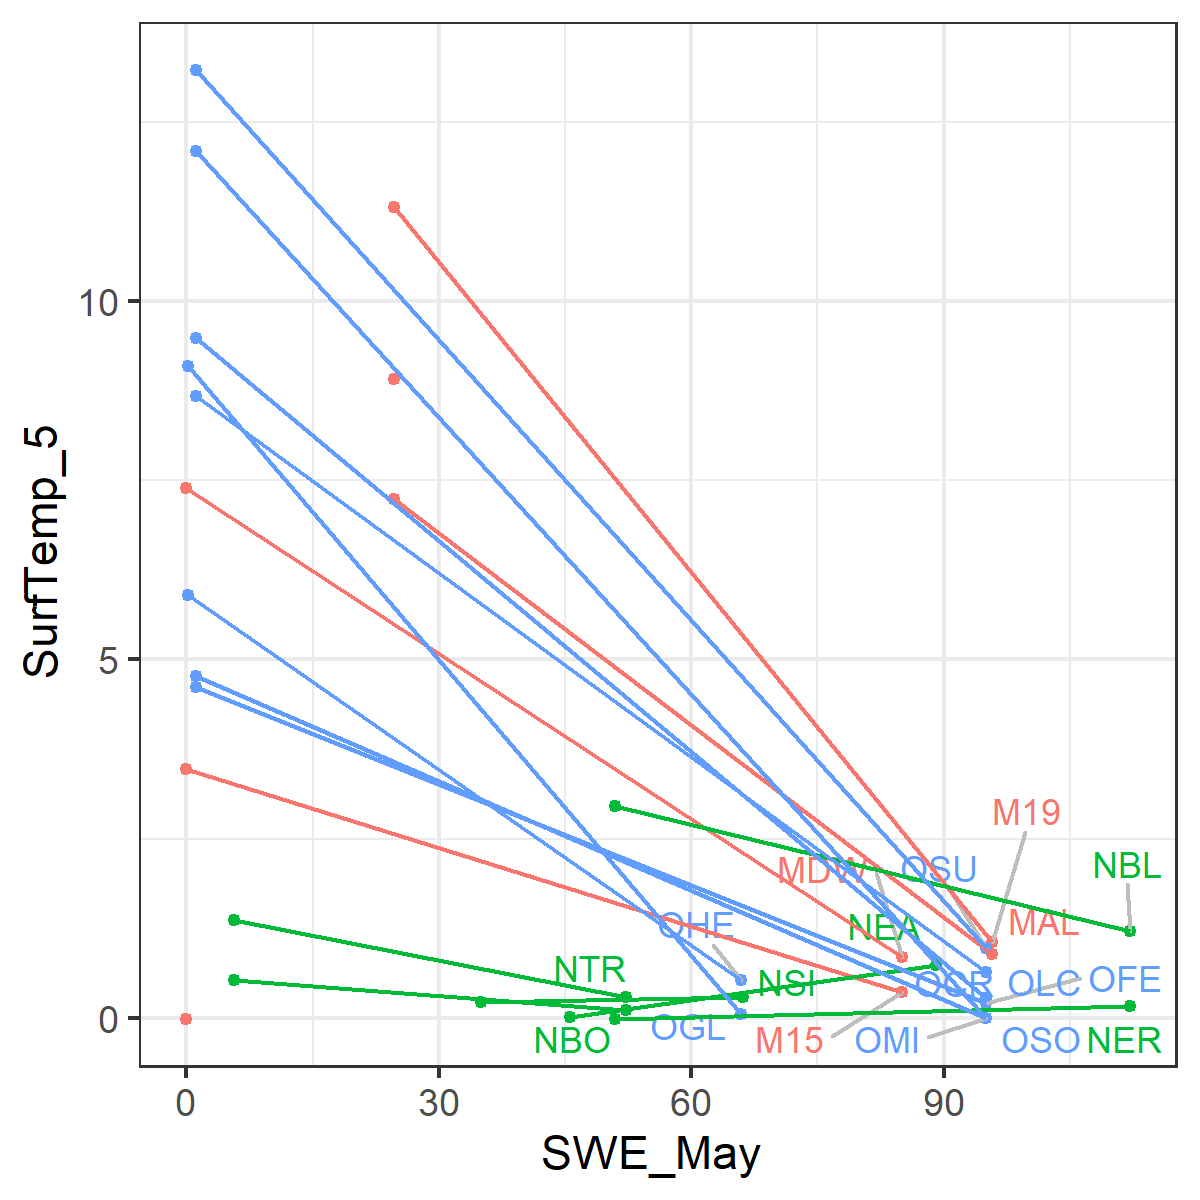 SurfTemp_5
10
5
0
M19
MDW
OSU
NBL
OHE
NEA
MAL
NTR
NSI
OCR
OLC
OFE
NBO
OGL
M15
OMI
OSO
NER
0
30
60
90
SWE_May